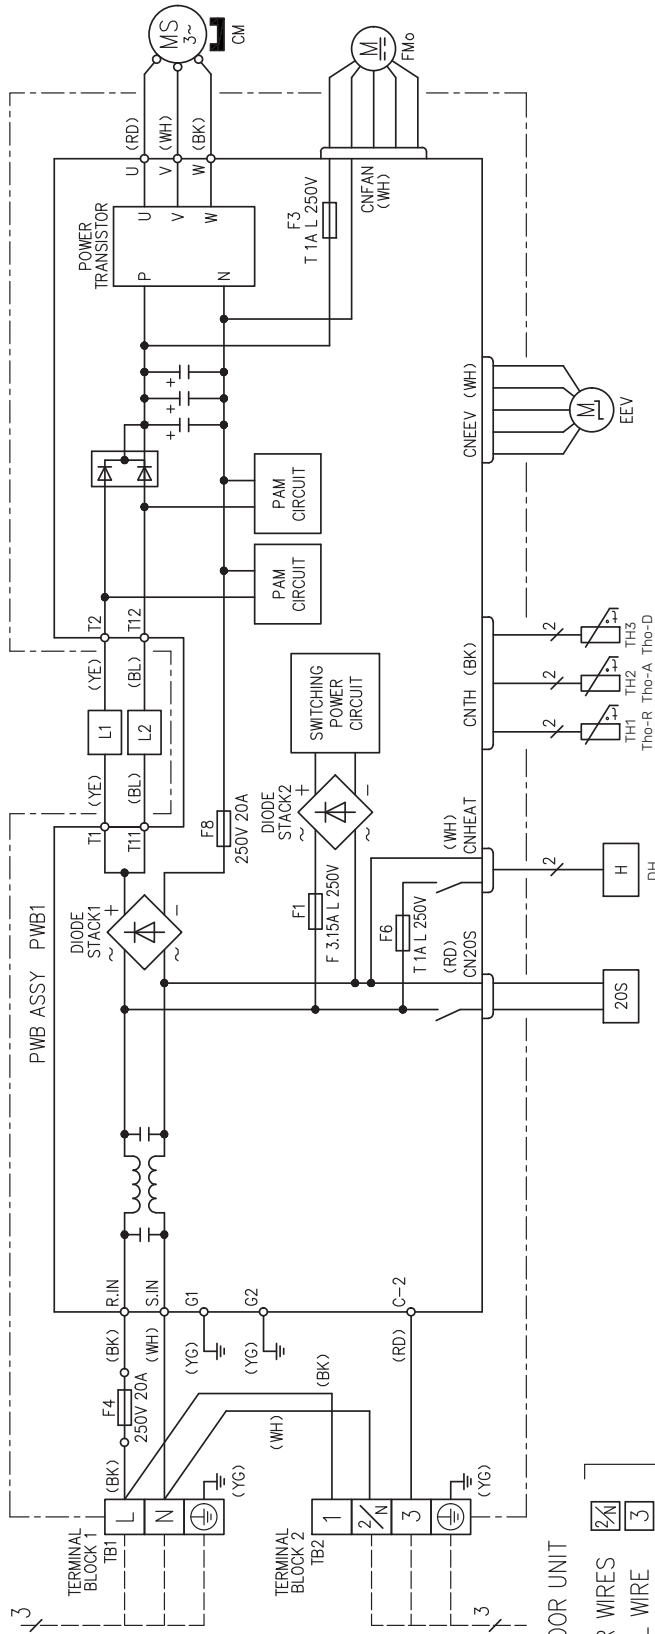 PWB ASSY PWB1
TERMINAL
BLOCK 1
TB1
L
N
3
(BK)
F4
250V 20A
(BK)
(WH)
(YG)
(YG)
(YG)
R.IN
S.IN
G1
G2
(BK)
(WH)
(RD)
C-2
TERMINAL
BLOCK 2
TB2
1
2/N
3
(YG)
3
DIODE
STACK1
+
~
~
−
T1
T11
(YE)
(BL)
L1
L2
(YE)
(BL)
T2
T12
F8
250V 20A
DIODE
STACK2
+
~
~
−
SWITCHING
POWER
CIRCUIT
F1
F 3.15A L 250V
F6
T 1A L 250V
(RD)
CN20S
(WH)
CNHEAT
PAM
CIRCUIT
PAM
CIRCUIT
+
+
+
POWER
TRANSISTOR
P
N
U
V
W
U
V
W
(RD)
(WH)
(BK)
MS
3~
CM
F3
T 1A L 250V
CNFAN
(WH)
M
FMo
CNEEV (WH)
M
EEV
CNTH (BK)
2
2
2
t°
t°
t°
TH1
TH2
TH3
Tho-R
Tho-A
Tho-D
2
H
DH
20S
OOR UNIT
R WIRES
2/N
WIRE
3